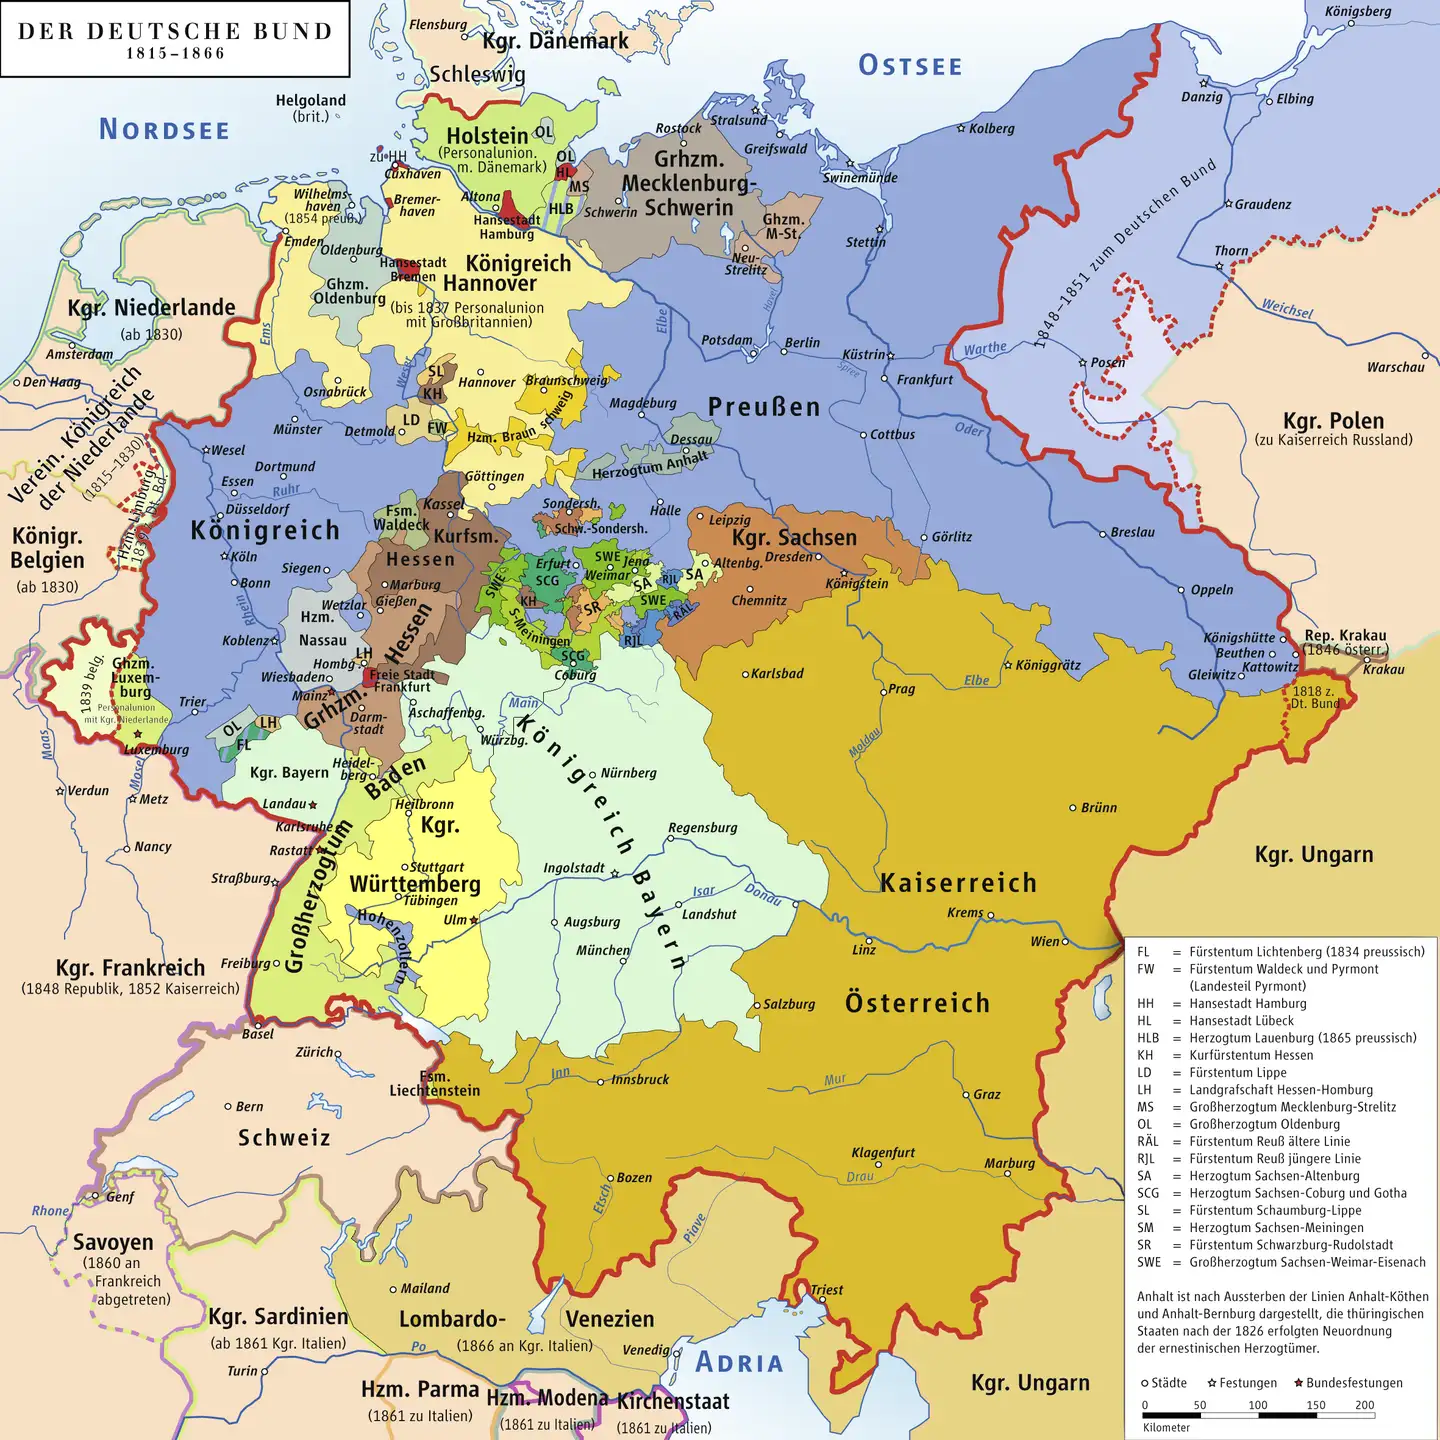 DER DEUTSCHE BUND
1815–1866
NORDSEE
OSTSEE
ADRIA
Helgoland
(brit.)
Flensburg
Kgr. Dänemark
Schleswig
Holstein
(Personalunion.
m. Dänemark)
OL
OL
HL
MS
HLB
zu HH
Cuxhaven
Bremer-
haven
Altona
Hansestadt
Hamburg
Wilhelms-
haven
(1854 preuß.)
Emden
Oldenburg
Hansestadt
Bremen
Ghzm.
Oldenburg
Königreich
Hannover
(bis 1837 Personalunion
mit Großbritannien)
Rostock
Stralsund
Greifswald
Grhzm.
Mecklenburg-
Schwerin
Schwerin
Ghzm.
M-St.
Neu-
Strelitz
Swinemünde
Stettin
Kolberg
Königsberg
Danzig
Elbing
Graudenz
Thorn
1848–1851 zum Deutschen Bund
Weichsel
Warschau
Posen
Warthe
Kgr. Polen
(zu Kaiserreich Russland)
Kgr. Niederlande
(ab 1830)
Amsterdam
Den Haag
Verein. Königreich
der Niederlande
(1815–1830)
Königr.
Belgien
(ab 1830)
Hzm. Limburg
1839 z. Dt. Bd.
Ems
Weser
Elbe
Havel
Spree
Oder
Osnabrück
Hannover
SL
KH
LD
FW
Braunschweig
Hzm. Braunschweig
Münster
Detmold
Göttingen
Magdeburg
Potsdam
Berlin
Küstrin
Frankfurt
Preußen
Cottbus
Dessau
Herzogtum Anhalt
Wesel
Dortmund
Essen
Ruhr
Düsseldorf
Königreich
Köln
Siegen
Bonn
Rhein
Koblenz
Trier
Fsm.
Waldeck
Kassel
Kurfsm.
Hessen
Marburg
Gießen
Wetzlar
Hzm.
Nassau
Hombg.
LH
Wiesbaden
Freie Stadt
Frankfurt
Mainz
Grhzm.
Hessen
Darm-
stadt
Sondersh.
Schw.-Sondersh.
Halle
Leipzig
Erfurt
SCG
SWE
Jena
Weimar
SWE
SA
RJL
SA
Altenbg.
KH
SR
SWE
RÄL
RJL
S-Meiningen
SCG
Coburg
Kgr. Sachsen
Dresden
Chemnitz
Königstein
Görlitz
Breslau
Oppeln
Königshütte
Beuthen
Kattowitz
Gleiwitz
Rep. Krakau
(1846 österr.)
Krakau
1818 z.
Dt. Bund
1839 belg.
Ghzm.
Luxem-
burg
Personalunion
mit Kgr. Niederlande
Luxemburg
OL
LH
FL
Kgr. Bayern
Landau
Heidel-
berg
Baden
Großherzogtum
Karlsruhe
Rastatt
Straßburg
Freiburg
Heilbronn
Kgr.
Stuttgart
Württemberg
Tübingen
Ulm
Hohenzollern
Aschaffenbg.
Würzbg.
Main
Königreich Bayern
Nürnberg
Regensburg
Ingolstadt
Isar
Donau
Landshut
Augsburg
München
Maas
Mosel
Verdun
Metz
Nancy
Kgr. Frankreich
(1848 Republik, 1852 Kaiserreich)
Karlsbad
Prag
Elbe
Königgrätz
Moldau
Brünn
Kaiserreich
Österreich
Krems
Linz
Wien
Salzburg
Kgr. Ungarn
Basel
Zürich
Bern
Schweiz
Genf
Rhone
Fsm.
Liechtenstein
Inn
Innsbruck
Mur
Graz
Klagenfurt
Drau
Marburg
Bozen
Etsch
Piave
Triest
Savoyen
(1860 an
Frankreich
abgetreten)
Kgr. Sardinien
(ab 1861 Kgr. Italien)
Turin
Mailand
Lombardo-
Venezien
(1866 an Kgr. Italien)
Po
Venedig
Hzm. Parma
(1861 zu Italien)
Hzm. Modena
(1861 zu Italien)
Kirchenstaat
(1861 zu Italien)
Kgr. Ungarn
FL = Fürstentum Lichtenberg (1834 preussisch)
FW = Fürstentum Waldeck und Pyrmont
(Landesteil Pyrmont)
HH = Hansestadt Hamburg
HL = Hansestadt Lübeck
HLB = Herzogtum Lauenburg (1865 preussisch)
KH = Kurfürstentum Hessen
LD = Fürstentum Lippe
LH = Landgrafschaft Hessen-Homburg
MS = Großherzogtum Mecklenburg-Strelitz
OL = Großherzogtum Oldenburg
RÄL = Fürstentum Reuß ältere Linie
RJL = Fürstentum Reuß jüngere Linie
SA = Herzogtum Sachsen-Altenburg
SCG = Herzogtum Sachsen-Coburg und Gotha
SL = Fürstentum Schaumburg-Lippe
SM = Herzogtum Sachsen-Meiningen
SR = Fürstentum Schwarzburg-Rudolstadt
SWE = Großherzogtum Sachsen-Weimar-Eisenach
Anhalt ist nach Aussterben der Linien Anhalt-Köthen
und Anhalt-Bernburg dargestellt, die thüringischen
Staaten nach der 1826 erfolgten Neuordnung
der ernestinischen Herzogtümer.
Städte Festungen Bundesfestungen
0 50 100 150 200
Kilometer